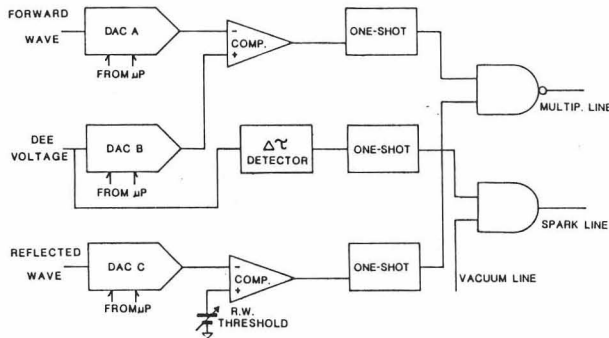 FORWARD
WAVE
DAC A
FROM μP
-
+
COMP.
ONE-SHOT
MULTIP. LINE
DEE
VOLTAGE
DAC B
FROM μP
Δτ
DETECTOR
ONE-SHOT
SPARK LINE
VACUUM LINE
REFLECTED
WAVE
DAC C
FROM μP
-
+
COMP.
ONE-SHOT
R.W.
THRESHOLD